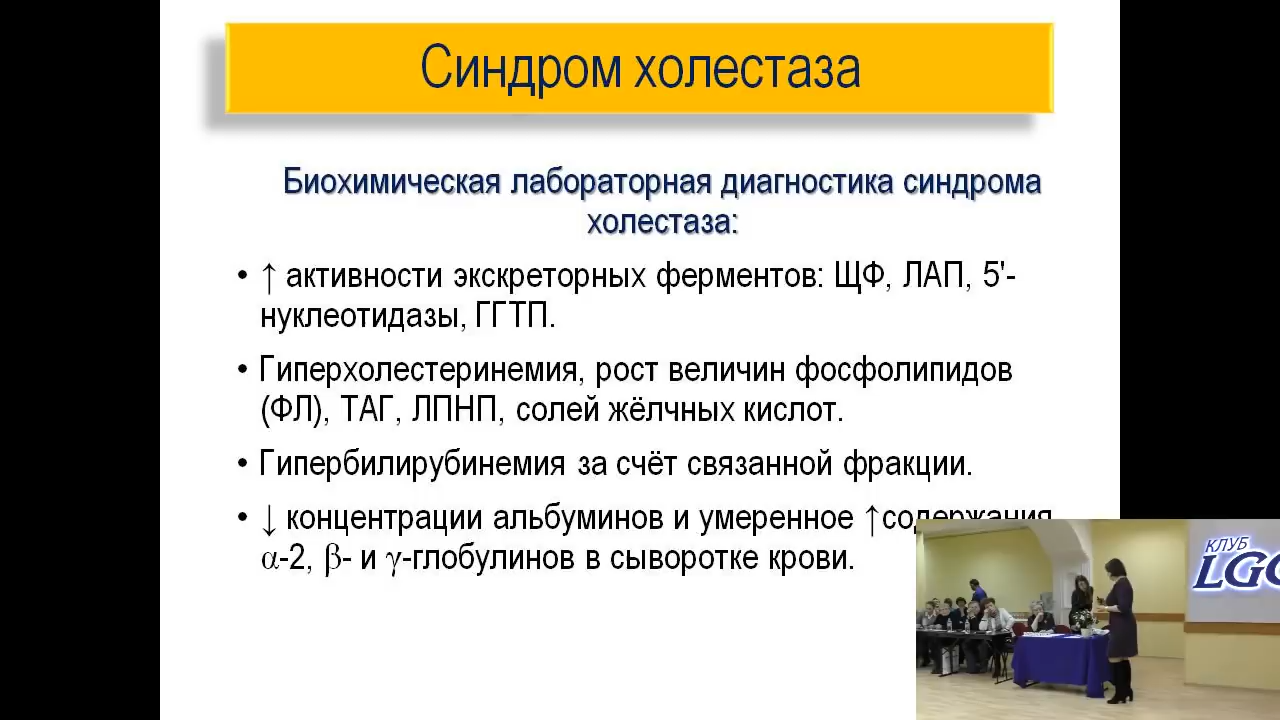 Синдром холестаза
Биохимическая лабораторная диагностика синдрома
холестаза:
• ↑ активности экскреторных ферментов: ЩФ, ЛАП, 5'-
нуклеотидазы, ГГТП.
• Гиперхолестеринемия, рост величин фосфолипидов
(ФЛ), ТАГ, ЛПНП, солей жёлчных кислот.
• Гипербилирубинемия за счёт связанной фракции.
• ↓ концентрации альбуминов и умеренное ↑содержания
α-2, β- и γ-глобулинов в сыворотке крови.
КЛУБ
LGC